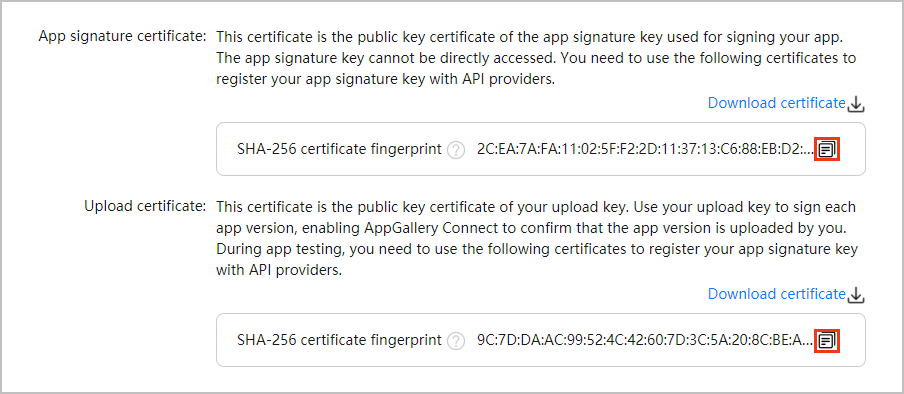 App signature certificate: This certificate is the public key certificate of the app signature key used for signing your app.
The app signature key cannot be directly accessed. You need to use the following certificates to
register your app signature key with API providers.
Download certificate
SHA-256 certificate fingerprint ? 2C:EA:7A:FA:11:02:5F:F2:2D:11:37:13:C6:88:EB:D2:...
Upload certificate: This certificate is the public key certificate of your upload key. Use your upload key to sign each
app version, enabling AppGallery Connect to confirm that the app version is uploaded by you.
During app testing, you need to use the following certificates to register your app signature key
with API providers.
Download certificate
SHA-256 certificate fingerprint ? 9C:7D:DA:AC:99:52:4C:42:60:7D:3C:5A:20:8C:BE:A...